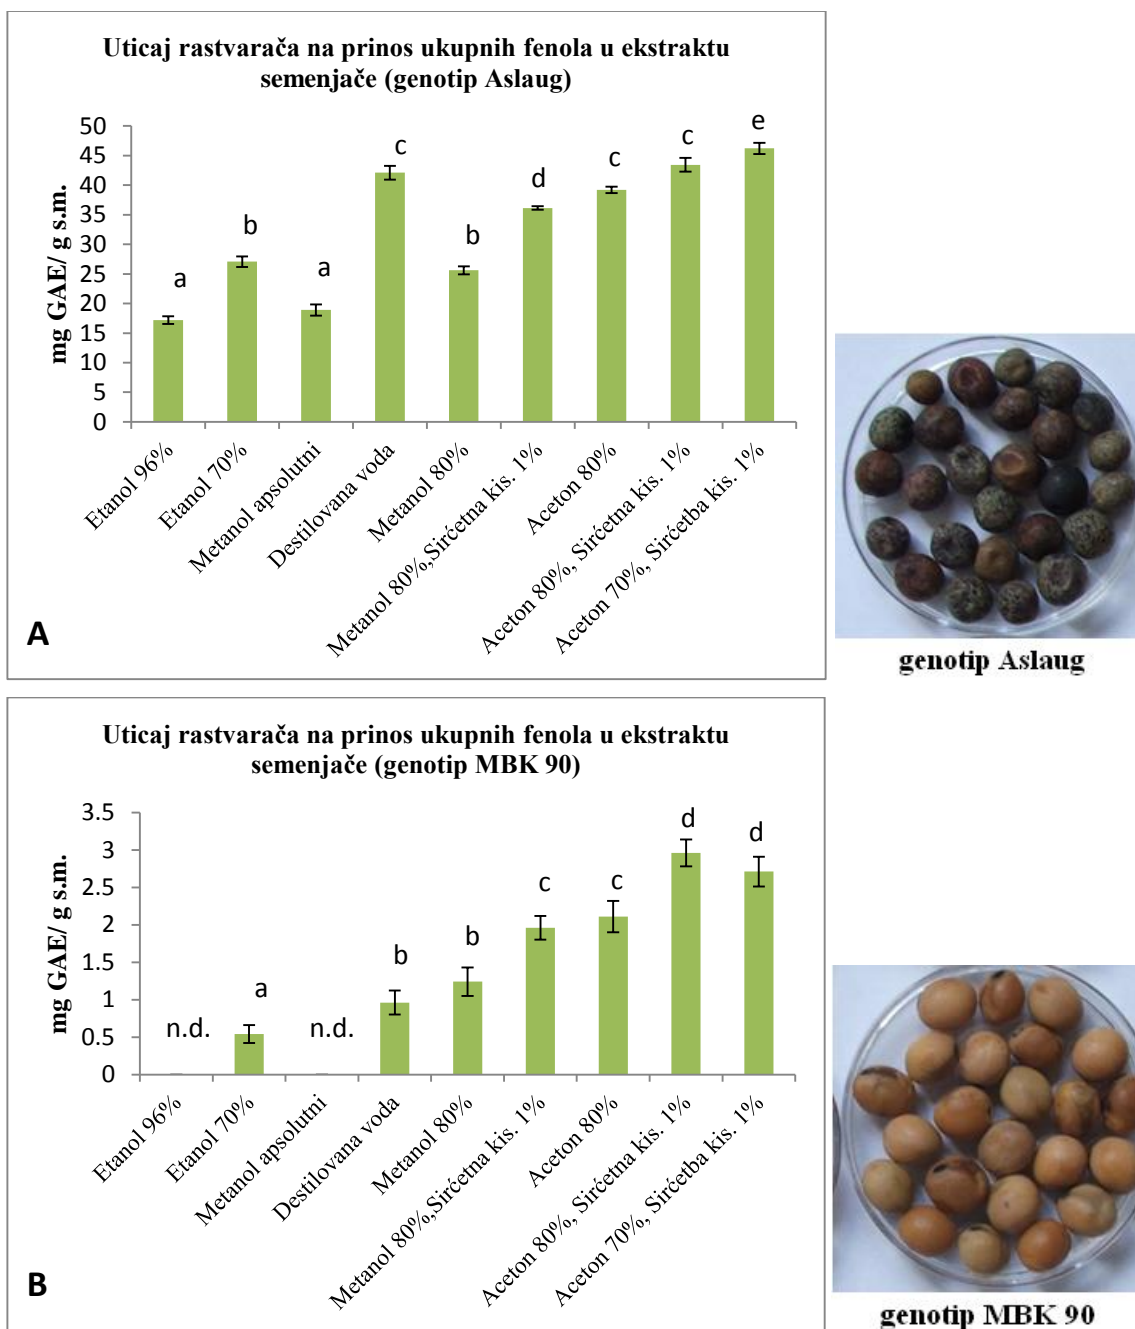 Uticaj rastvarača na prinos ukupnih fenola u ekstraktu
semenjače (genotip Aslaug)
mg GAE/ g s.m.
50
45
40
35
30
25
20
15
10
5
0
a
b
a
c
b
d
c
c
e
Etanol 96%
Etanol 70%
Metanol apsolutni
Destilovana voda
Metanol 80%
Metanol 80%,Sirćetna kis. 1%
Aceton 80%
Aceton 80%, Sirćetna kis. 1%
Aceton 70%, Sirćetba kis. 1%
A
genotip Aslaug
Uticaj rastvarača na prinos ukupnih fenola u ekstraktu
semenjače (genotip MBK 90)
mg GAE/ g s.m.
3.5
3
2.5
2
1.5
1
0.5
0
n.d.
a
n.d.
b
b
c
c
d
d
Etanol 96%
Etanol 70%
Metanol apsolutni
Destilovana voda
Metanol 80%
Metanol 80%,Sirćetna kis. 1%
Aceton 80%
Aceton 80%, Sirćetna kis. 1%
Aceton 70%, Sirćetba kis. 1%
B
genotip MBK 90